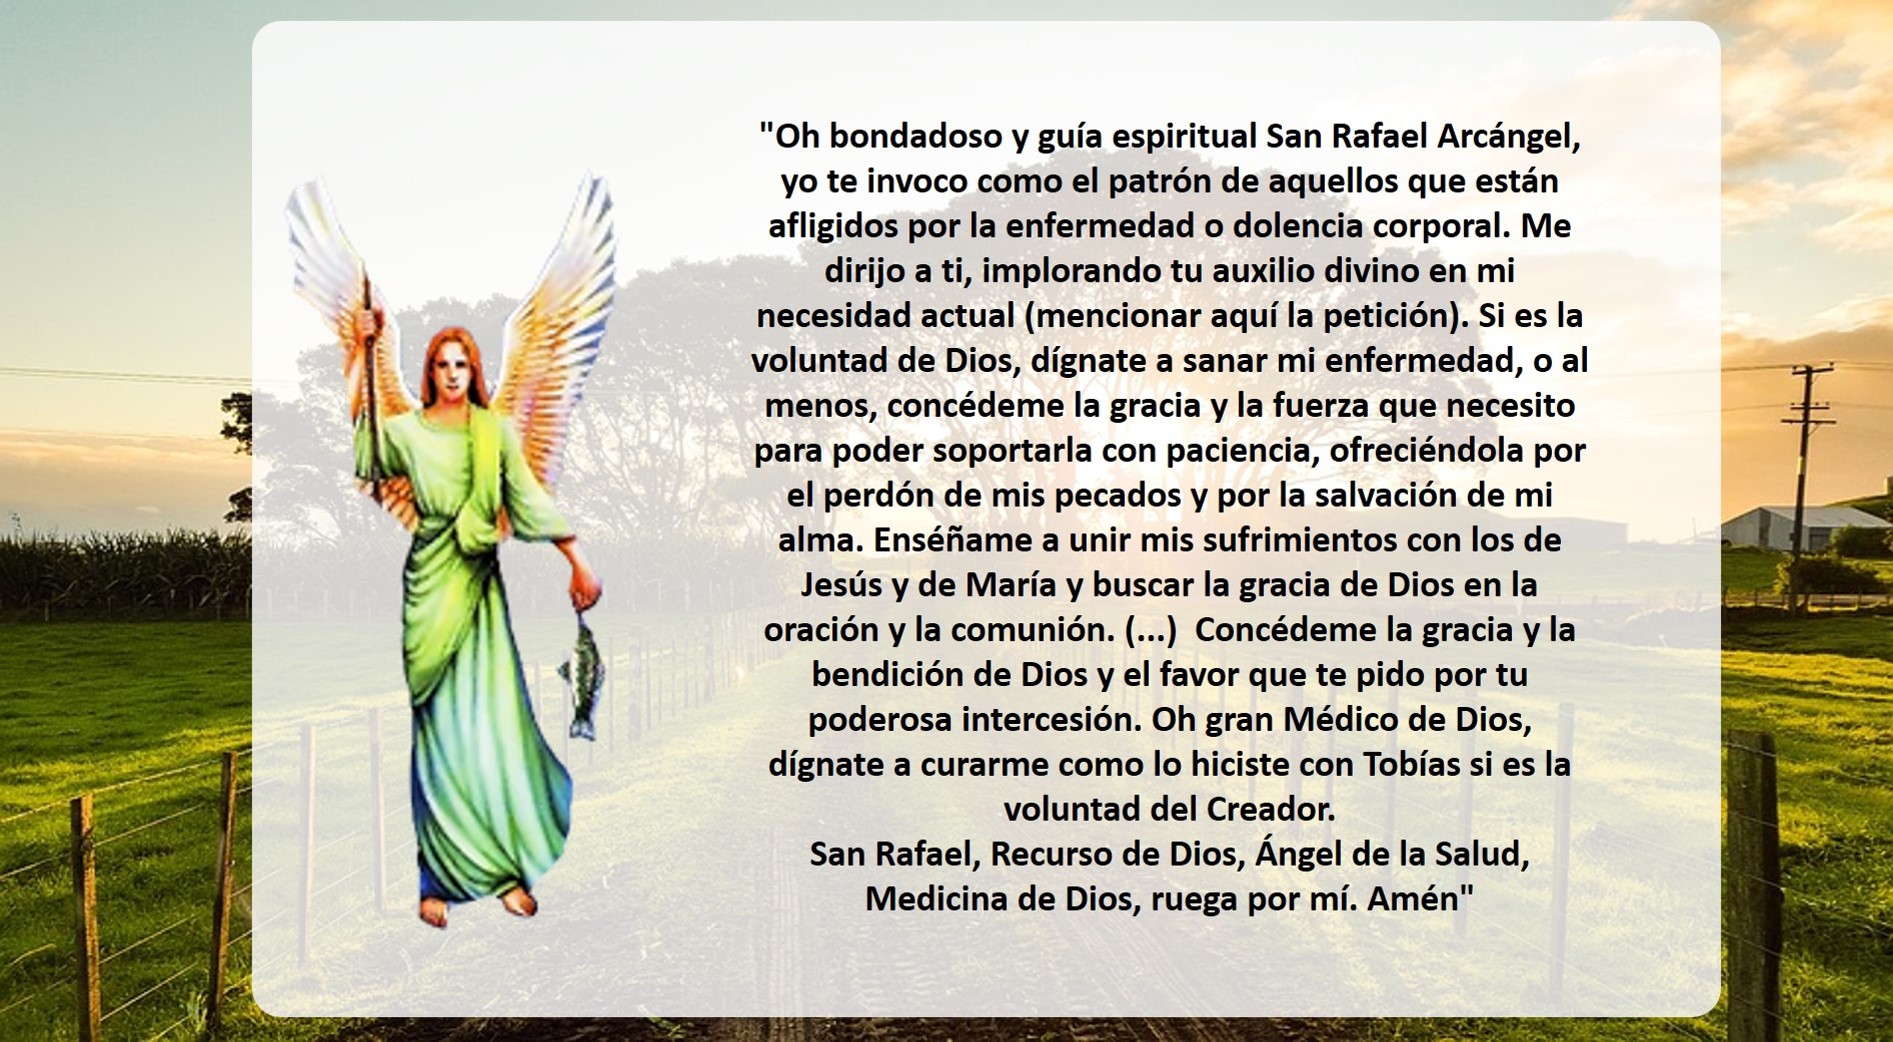 "Oh bondadoso y guía espiritual San Rafael Arcángel,
yo te invoco como el patrón de aquellos que están
afligidos por la enfermedad o dolencia corporal. Me
dirijo a ti, implorando tu auxilio divino en mi
necesidad actual (mencionar aquí la petición). Si es la
voluntad de Dios, dígnate a sanar mi enfermedad, o al
menos, concédeme la gracia y la fuerza que necesito
para poder soportarla con paciencia, ofreciéndola por
el perdón de mis pecados y por la salvación de mi
alma. Enséñame a unir mis sufrimientos con los de
Jesús y de María y buscar la gracia de Dios en la
oración y la comunión. (...)  Concédeme la gracia y la
bendición de Dios y el favor que te pido por tu
poderosa intercesión. Oh gran Médico de Dios,
dígnate a curarme como lo hiciste con Tobías si es la
voluntad del Creador.
San Rafael, Recurso de Dios, Ángel de la Salud,
Medicina de Dios, ruega por mí. Amén"